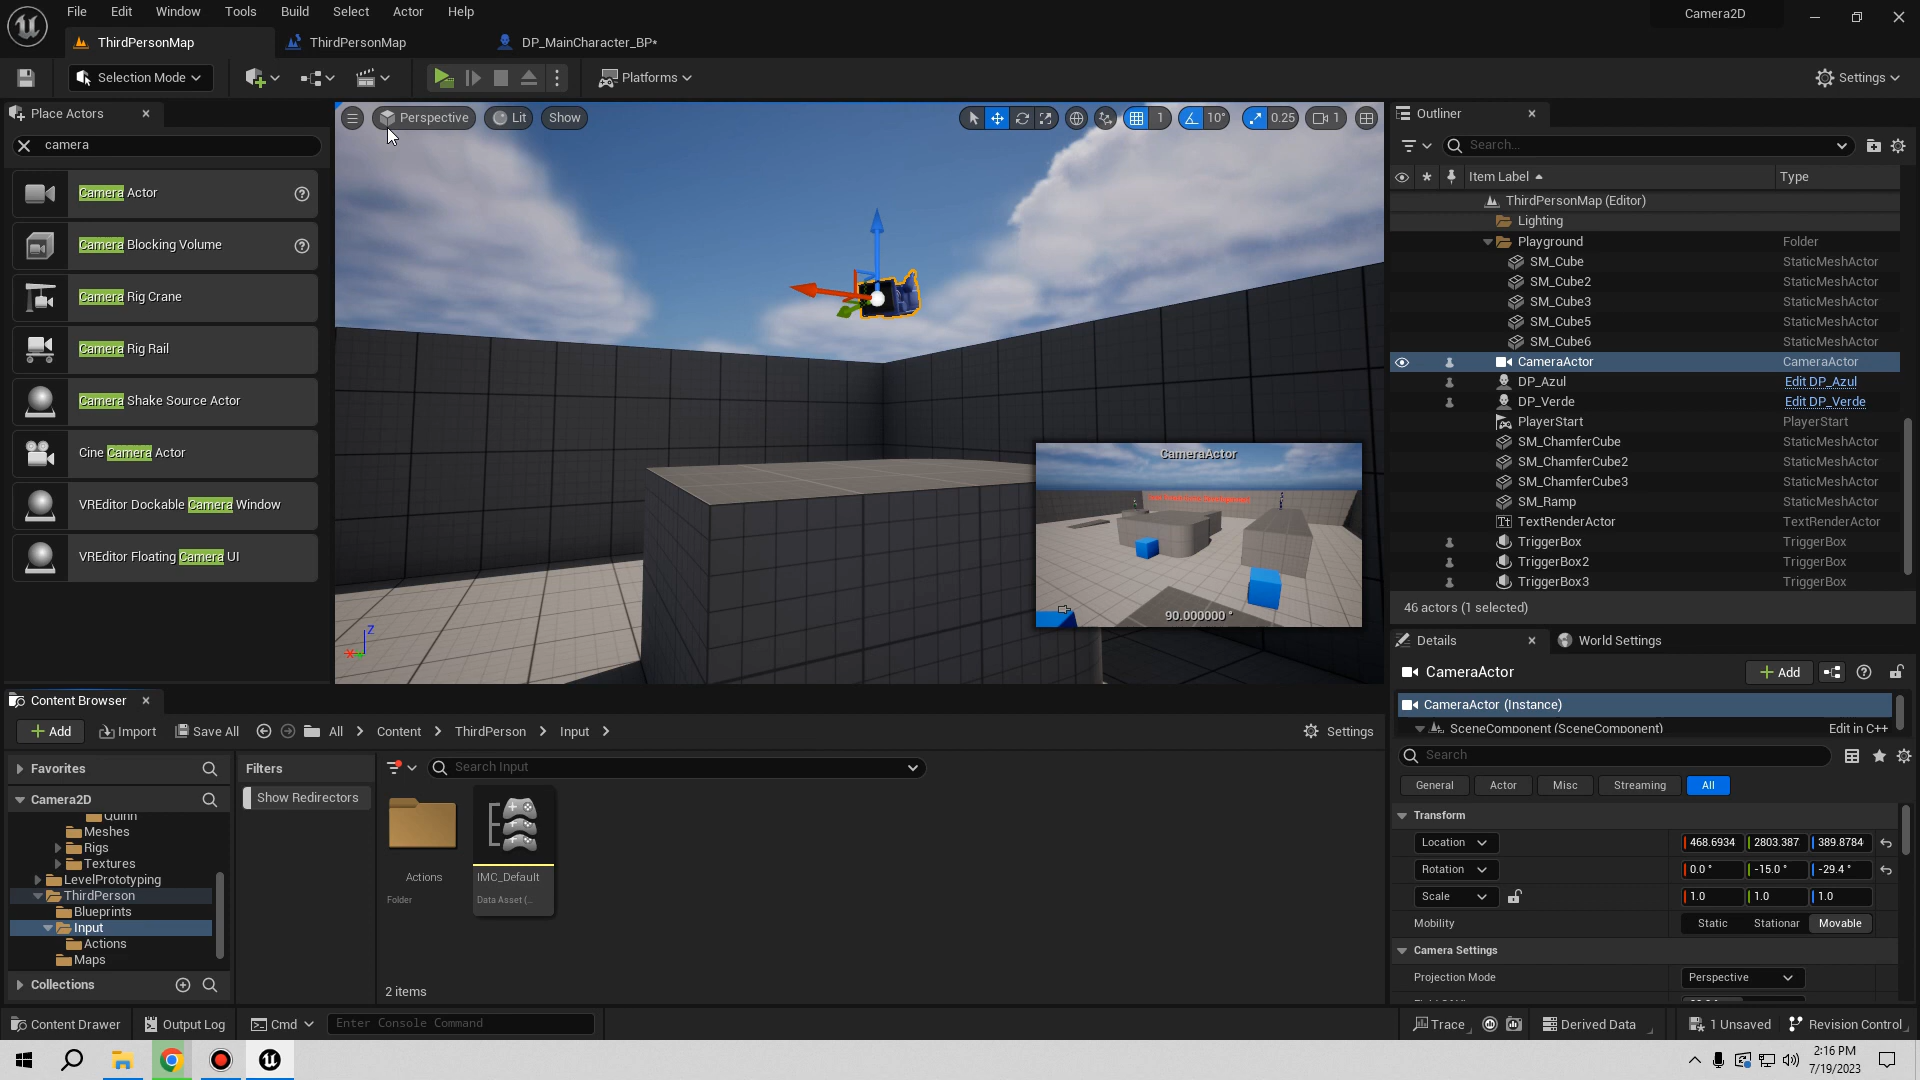 File Edit Window Tools Build Select Actor Help
Camera2D
ThirdPersonMap
ThirdPersonMap
DP_MainCharacter_BP*
Selection Mode
Platforms
Settings
Place Actors
camera
Camera Actor
Camera Blocking Volume
Camera Rig Crane
Camera Rig Rail
Camera Shake Source Actor
Cine Camera Actor
VREditor Dockable Camera Window
VREditor Floating Camera UI
Perspective
Lit
Show
1
10°
0.25
1
Z
CameraActor
90.000000 °
Outliner
Search...
Item Label Type
ThirdPersonMap (Editor)
Lighting
Playground Folder
SM_Cube StaticMeshActor
SM_Cube2 StaticMeshActor
SM_Cube3 StaticMeshActor
SM_Cube5 StaticMeshActor
SM_Cube6 StaticMeshActor
CameraActor CameraActor
DP_Azul Edit DP_Azul
DP_Verde Edit DP_Verde
PlayerStart PlayerStart
SM_ChamferCube StaticMeshActor
SM_ChamferCube2 StaticMeshActor
SM_ChamferCube3 StaticMeshActor
SM_Ramp StaticMeshActor
TextRenderActor TextRenderActor
TriggerBox TriggerBox
TriggerBox2 TriggerBox
TriggerBox3 TriggerBox
46 actors (1 selected)
Details
World Settings
CameraActor
Add
CameraActor (Instance)
SceneComponent (SceneComponent) Edit in C++
Search
General Actor Misc Streaming All
Transform
Location 468.6934 2803.387 389.8784
Rotation 0.0 ° -15.0 ° -29.4 °
Scale 1.0 1.0 1.0
Mobility Static Stationar Movable
Camera Settings
Projection Mode Perspective
Content Browser
Add Import Save All All Content ThirdPerson Input
Settings
Favorites
Camera2D
Quinn
Meshes
Rigs
Textures
LevelPrototyping
ThirdPerson
Blueprints
Input
Actions
Maps
Collections
Filters
Show Redirectors
Search Input
Actions
Folder
IMC_Default
Data Asset (...
2 items
Content Drawer
Output Log
Cmd
Enter Console Command
Trace
Derived Data
1 Unsaved
Revision Control
2:16 PM
7/19/2023